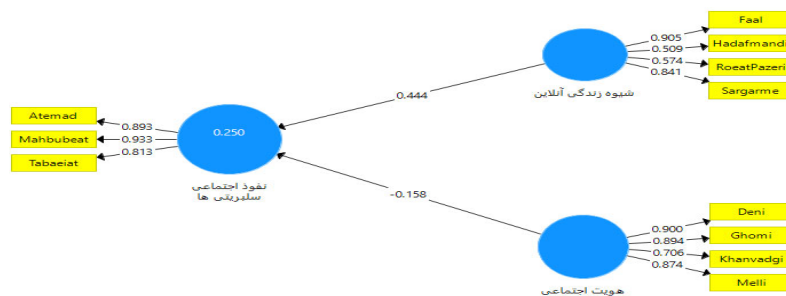 Faal
0.905
Hadafmandi
0.509
RoeatPazeri
0.574
Sargarme
0.841
شیوه زندگی آنلاین
0.444
Atemad
0.893
Mahbubeat
0.933
Tabaeiat
0.813
0.250
نفوذ اجتماعی
سلبریتی ها
-0.158
Deni
0.900
Ghomi
0.894
Khanvadgi
0.706
Melli
0.874
هویت اجتماعی